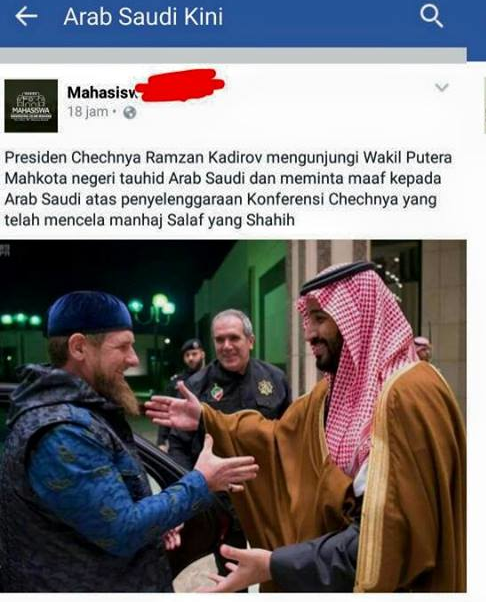 Arab Saudi Kini
Mahasisw
18 jam
Presiden Chechnya Ramzan Kadirov mengunjungi Wakil Putera
Mahkota negeri tauhid Arab Saudi dan meminta maaf kepada
Arab Saudi atas penyelenggaraan Konferensi Chechnya yang
telah mencela manhaj Salaf yang Shahih
MAHASISWA